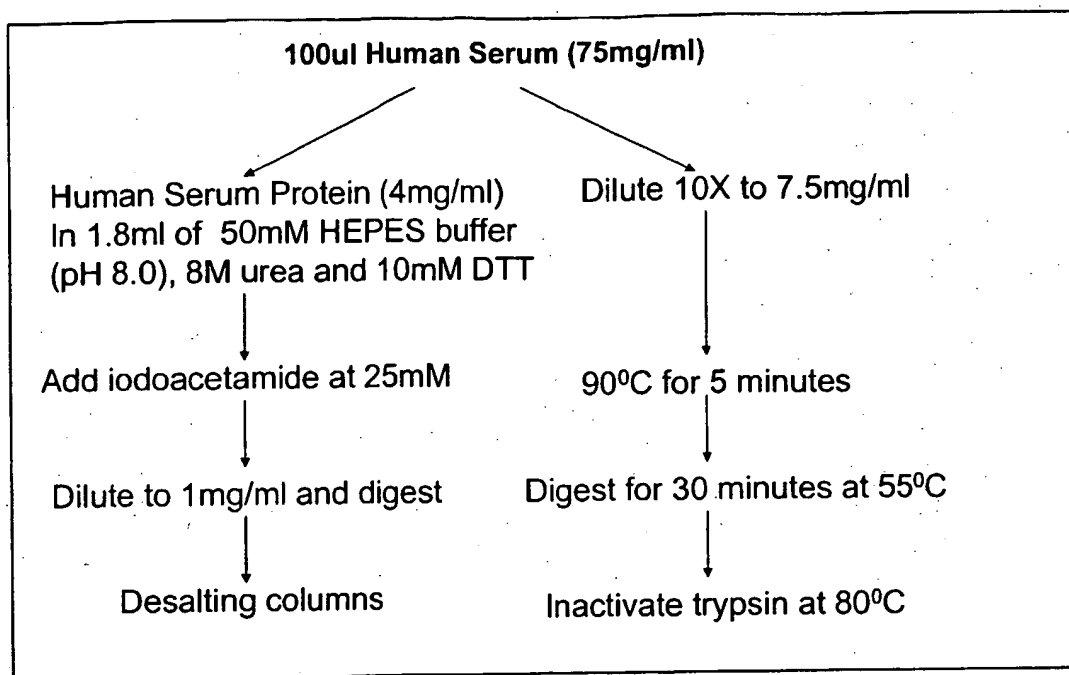 100ul Human Serum (75mg/ml)
Human Serum Protein (4mg/ml)
In 1.8ml of 50mM HEPES buffer
(pH 8.0), 8M urea and 10mM DTT
Add iodoacetamide at 25mM
Dilute to 1mg/ml and digest
Desalting columns
Dilute 10X to 7.5mg/ml
90⁰C for 5 minutes
Digest for 30 minutes at 55⁰C
Inactivate trypsin at 80⁰C